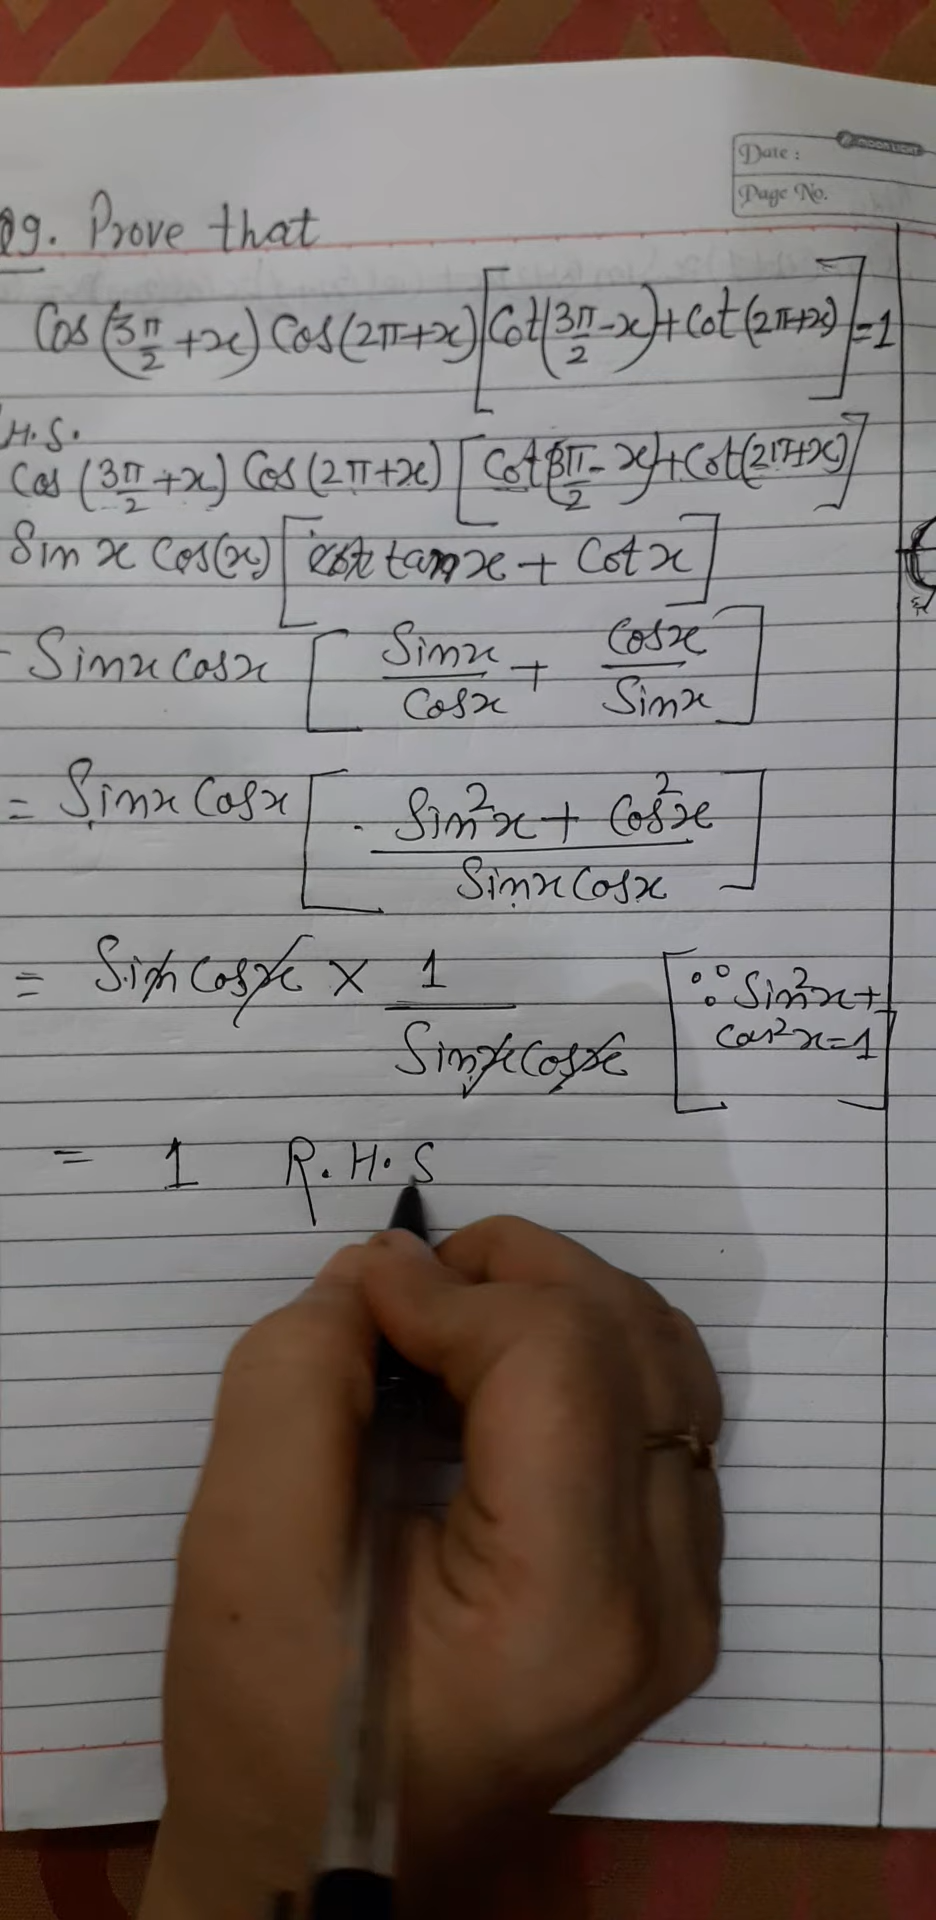 Date :
Page No.
Q9. Prove that
Cos (3π/2 + x) Cos (2π+x) [Cot (3π/2 - x) + Cot (2π+x)] = 1
H.S.
Cos (3π/2 + x) Cos (2π+x) [Cot (3π/2 - x) + Cot (2π+x)]
Sin x Cos(x) [tan x + Cot x]
- Sinx Cosx [Sinx/Cosx + Cosx/Sinx]
= Sinx Cosx [Sin²x + Cos²x / Sinx Cosx]
= Sinx Cosx × 1/Sinx Cosx [∵ Sin²x + Cos²x = 1]
= 1 R.H.S